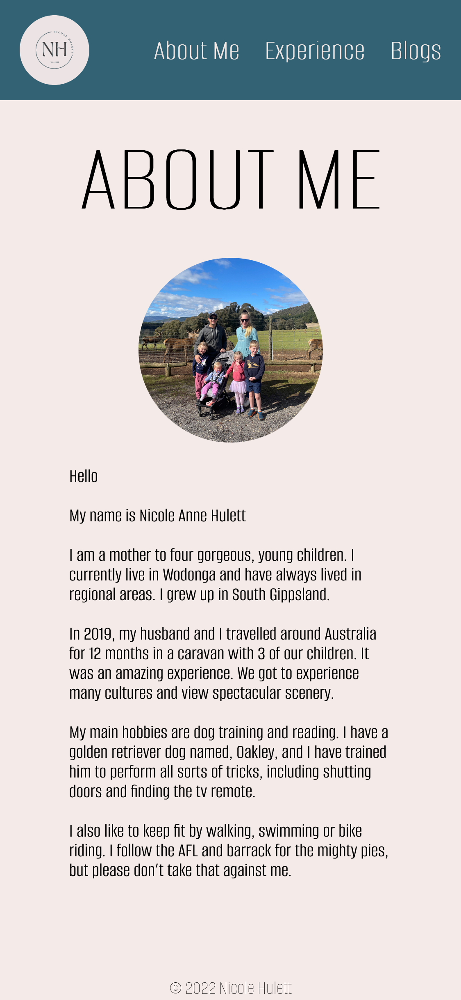 NICOLE HULETT
NH
About Me Experience Blogs
ABOUT ME
Hello
My name is Nicole Anne Hulett
I am a mother to four gorgeous, young children. I
currently live in Wodonga and have always lived in
regional areas. I grew up in South Gippsland.
In 2019, my husband and I travelled around Australia
for 12 months in a caravan with 3 of our children. It
was an amazing experience. We got to experience
many cultures and view spectacular scenery.
My main hobbies are dog training and reading. I have a
golden retriever dog named, Oakley, and I have trained
him to perform all sorts of tricks, including shutting
doors and finding the tv remote.
I also like to keep fit by walking, swimming or bike
riding. I follow the AFL and barrack for the mighty pies,
but please don't take that against me.
© 2022 Nicole Hulett